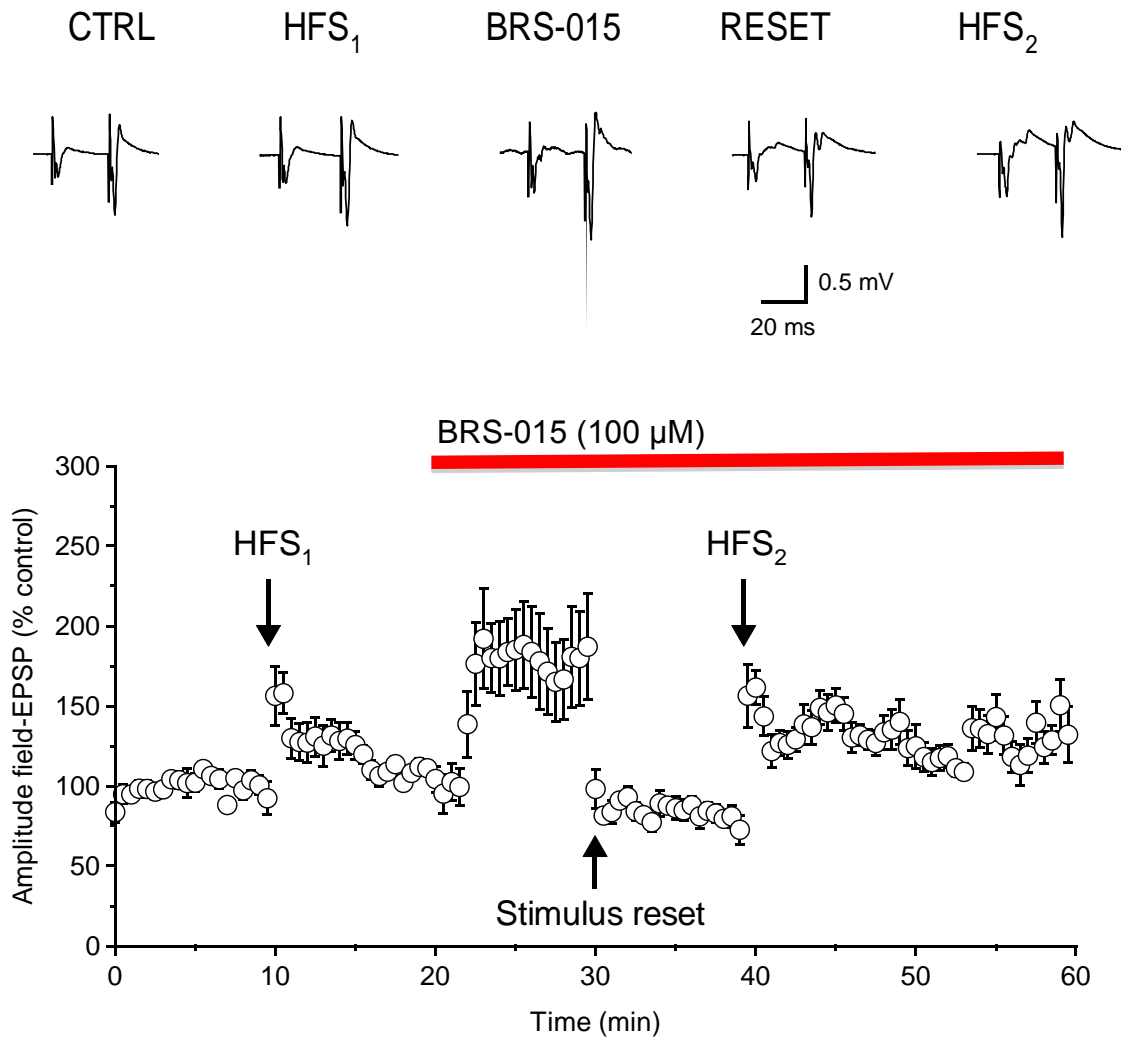 CTRL HFS₁ BRS-015 RESET HFS₂
0.5 mV
20 ms
BRS-015 (100 µM)
300
250
200
150
100
50
0
Amplitude field-EPSP (% control)
HFS₁
HFS₂
Stimulus reset
0 10 20 30 40 50 60
Time (min)